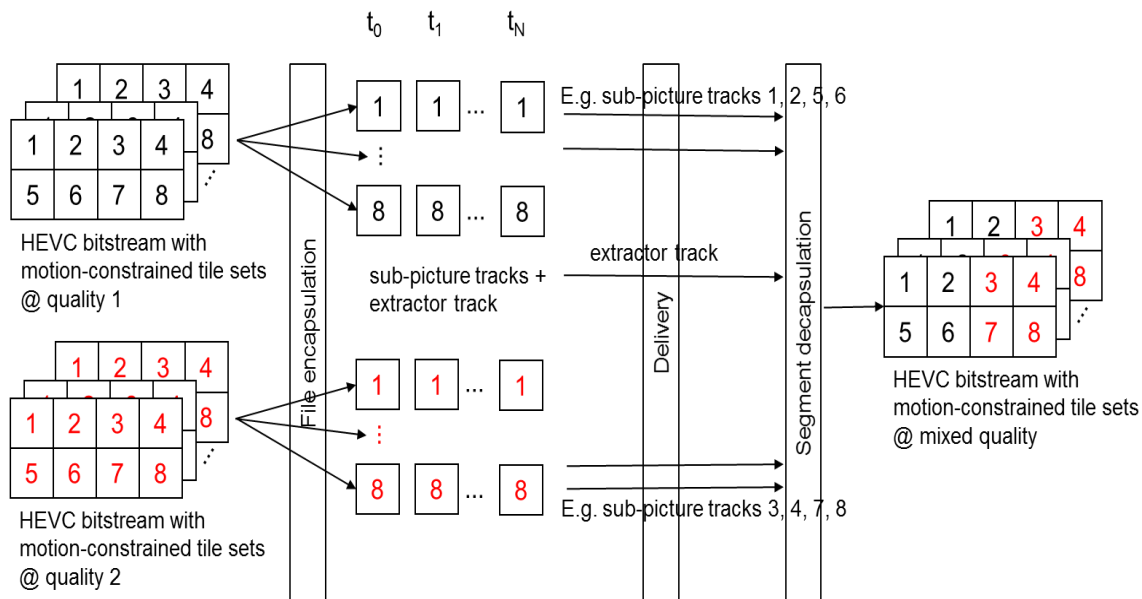 t0 t1 tN
1 2 3 4
8
1 2 3 4
5 6 7 8
HEVC bitstream with
motion-constrained tile sets
@ quality 1
File encapsulation
1 1 ... 1
⋮
8 8 ... 8
sub-picture tracks +
extractor track
E.g. sub-picture tracks 1, 2, 5, 6
extractor track
Delivery
Segment decapsulation
1 2 3 4
8
1 2 3 4
5 6 7 8
HEVC bitstream with
motion-constrained tile sets
@ quality 2
1 1 ... 1
⋮
8 8 ... 8
E.g. sub-picture tracks 3, 4, 7, 8
1 2 3 4
8
1 2 3 4
5 6 7 8
HEVC bitstream with
motion-constrained tile sets
@ mixed quality